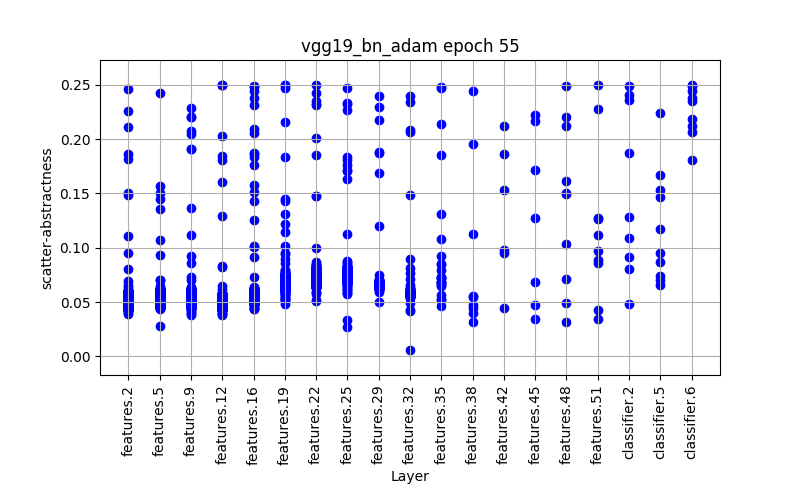 vgg19_bn_adam epoch 55
scatter-abstractness
0.25
0.20
0.15
0.10
0.05
0.00
features.2
features.5
features.9
features.12
features.16
features.19
features.22
features.25
features.29
features.32
features.35
features.38
features.42
features.45
features.48
features.51
classifier.2
classifier.5
classifier.6
Layer